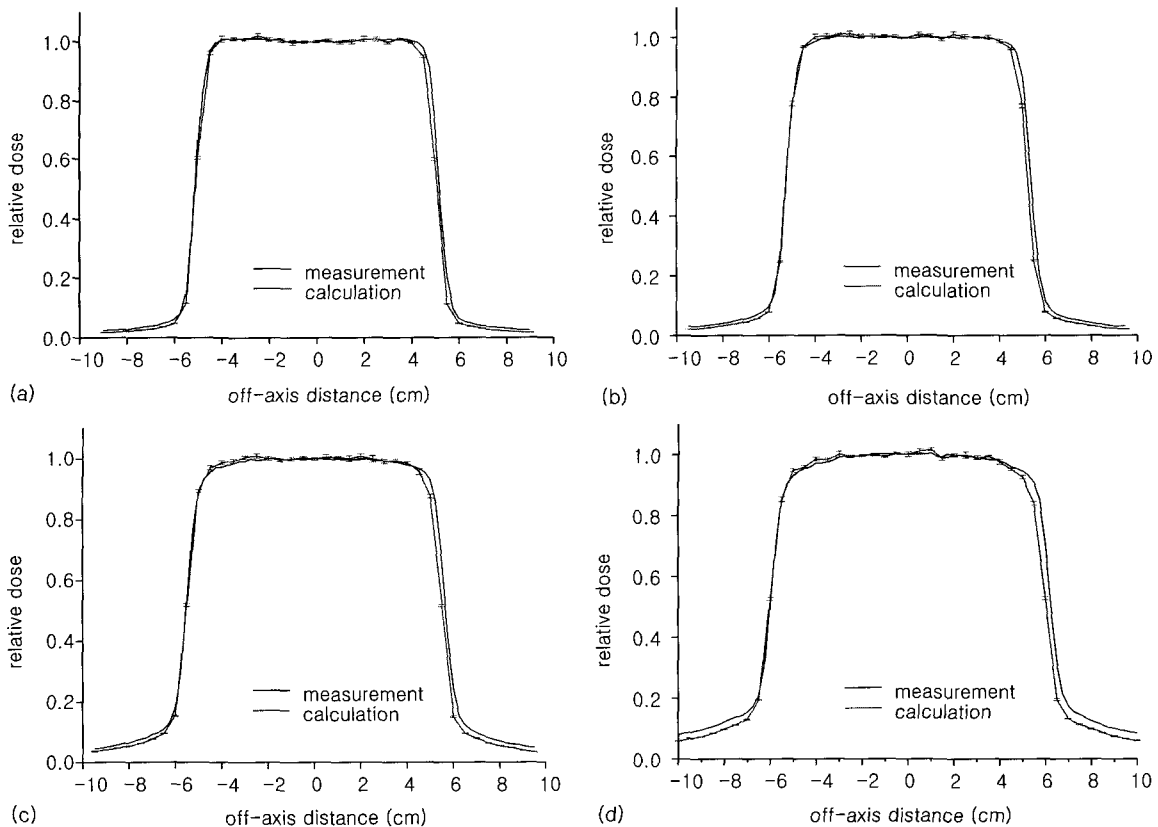 1.0
0.8
0.6
0.4
0.2
0.0
relative dose
measurement
calculation
-10 -8 -6 -4 -2 0 2 4 6 8 10
(a)
off-axis distance (cm)
1.0
0.8
0.6
0.4
0.2
0.0
relative dose
measurement
calculation
-10 -8 -6 -4 -2 0 2 4 6 8 10
(b)
off-axis distance (cm)
1.0
0.8
0.6
0.4
0.2
0.0
relative dose
measurement
calculation
-10 -8 -6 -4 -2 0 2 4 6 8 10
(c)
off-axis distance (cm)
1.0
0.8
0.6
0.4
0.2
0.0
relative dose
measurement
calculation
-10 -8 -6 -4 -2 0 2 4 6 8 10
(d)
off-axis distance (cm)